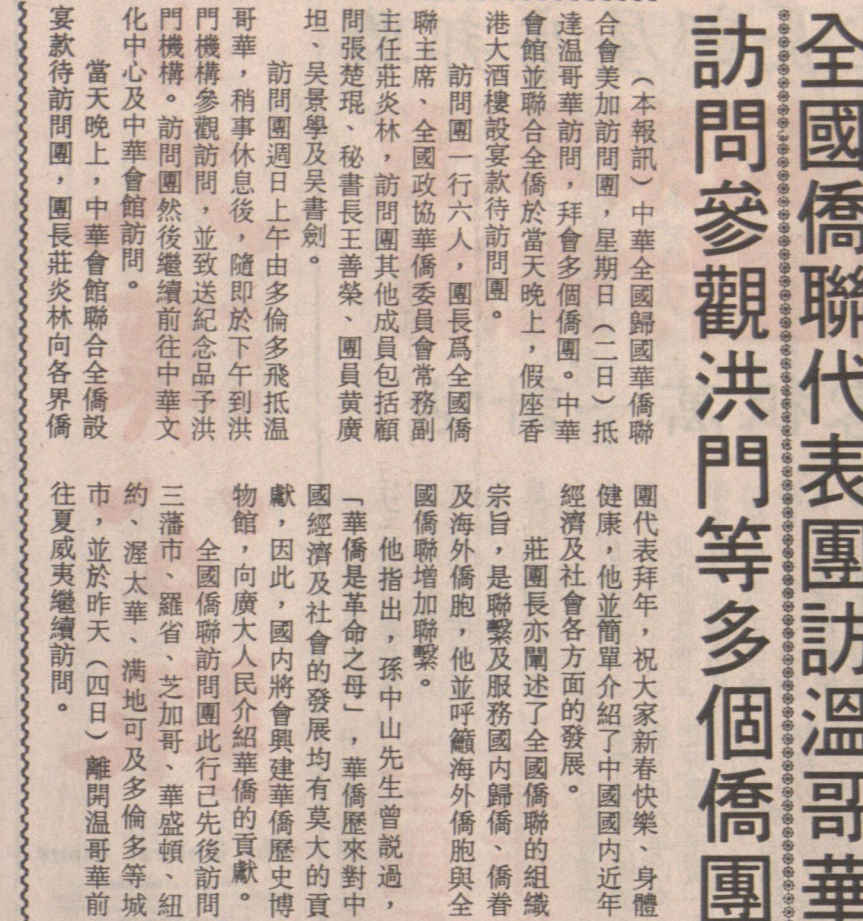 全國僑聯代表團訪溫哥華
訪問參觀洪門等多個僑團
（本報訊）中華全國歸國華僑聯
合會美加訪問團，星期日（二日）抵
達温哥華訪問，拜會多個僑團。中華
會館並聯合全僑於當天晚上，假座香
港大酒樓設宴款待訪問團。
訪問團一行六人，團長爲全國僑
聯主席、全國政協華僑委員會常務副
主任莊炎林，訪問團其他成員包括顧
問張楚琨、秘書長王善榮、團員黃廣
坦、吴景學及吴書劍。
訪問團週日上午由多倫多飛抵温
哥華，稍事休息後，隨即於下午到洪
門機構參觀訪問，並致送紀念品予洪
門機構。訪問團然後繼續前往中華文
化中心及中華會館訪問。
當天晚上，中華會館聯合全僑設
宴款待訪問團，團長莊炎林向各界僑
團代表拜年，祝大家新春快樂、身體
健康，他並簡單介紹了中國國内近年
經濟及社會各方面的發展。
莊團長亦闡述了全國僑聯的組織
宗旨，是聯繫及服務國内歸僑、僑眷
及海外僑胞，他並呼籲海外僑胞與全
國僑聯增加聯繫。
他指出，孫中山先生曾説過，
「華僑是革命之母」，華僑歷來對中
國經濟及社會的發展均有莫大的貢
獻，因此，國内將會興建華僑歷史博
物館，向廣大人民介紹華僑的貢獻。
全國僑聯訪問團此行己先後訪問
三藩市、羅省、芝加哥、華盛頓、紐
約、渥太華、满地可及多倫多等城
市，並於昨天（四日）離開温哥華前
往夏威夷繼續訪問。